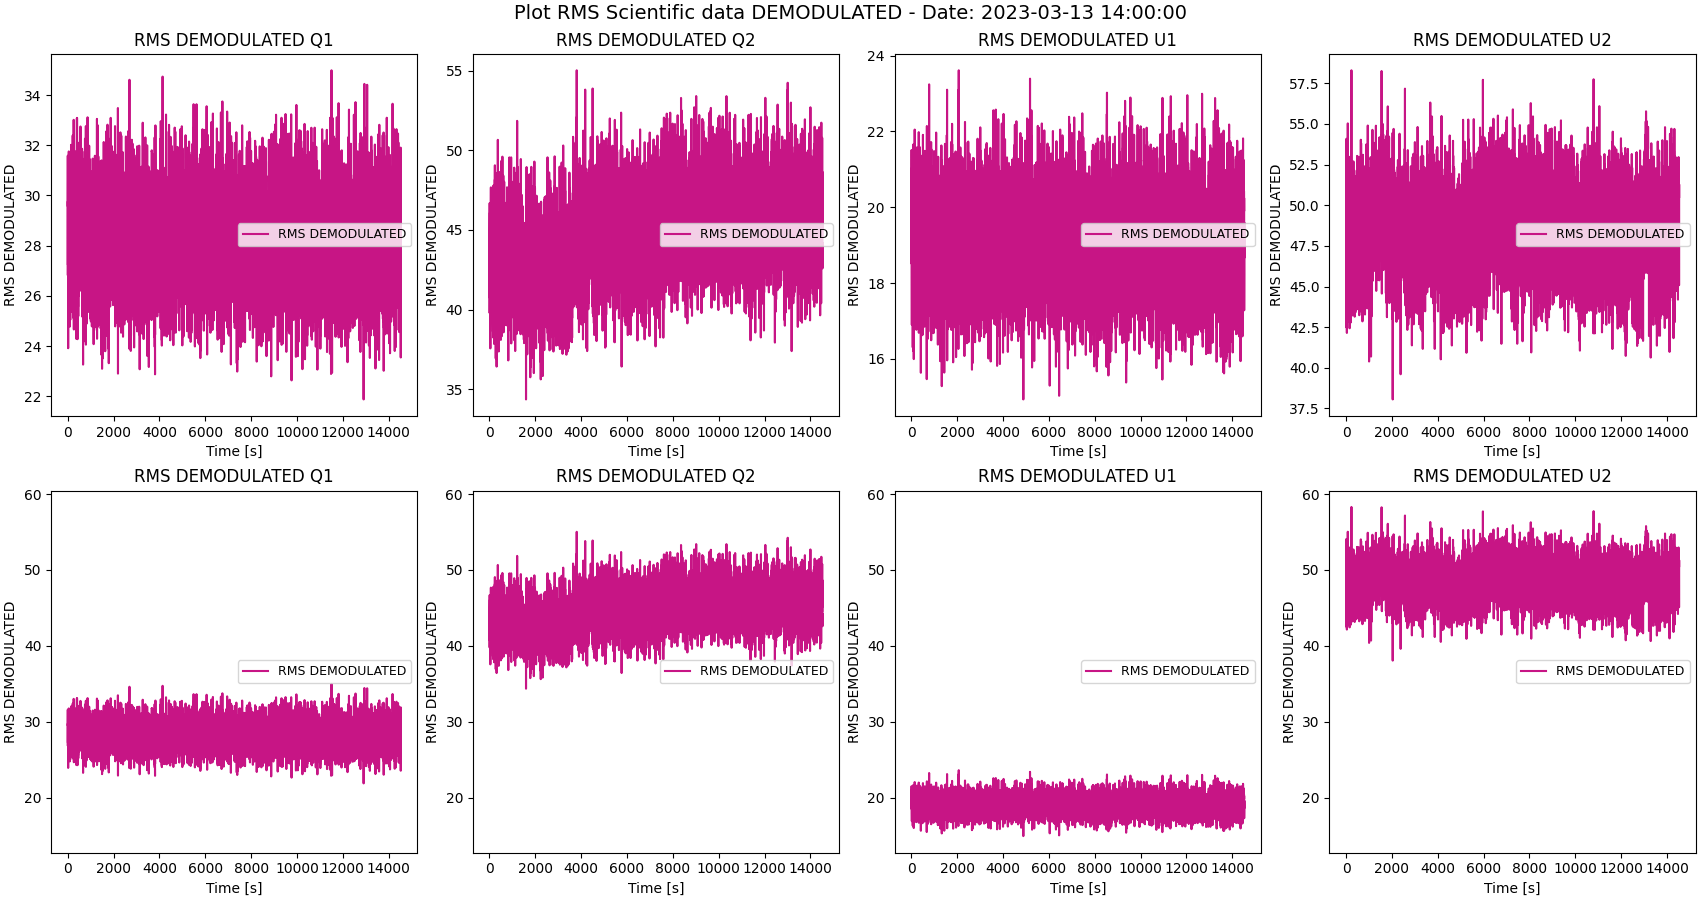 Plot RMS Scientific data DEMODULATED - Date: 2023-03-13 14:00:00
RMS DEMODULATED Q1
RMS DEMODULATED
34
32
30
28
26
24
22
RMS DEMODULATED
0 2000 4000 6000 8000 10000 12000 14000
Time [s]
RMS DEMODULATED Q2
RMS DEMODULATED
55
50
45
40
35
RMS DEMODULATED
0 2000 4000 6000 8000 10000 12000 14000
Time [s]
RMS DEMODULATED U1
RMS DEMODULATED
24
22
20
18
16
RMS DEMODULATED
0 2000 4000 6000 8000 10000 12000 14000
Time [s]
RMS DEMODULATED U2
RMS DEMODULATED
57.5
55.0
52.5
50.0
47.5
45.0
42.5
40.0
37.5
RMS DEMODULATED
0 2000 4000 6000 8000 10000 12000 14000
Time [s]
RMS DEMODULATED Q1
RMS DEMODULATED
60
50
40
30
20
RMS DEMODULATED
0 2000 4000 6000 8000 10000 12000 14000
Time [s]
RMS DEMODULATED Q2
RMS DEMODULATED
60
50
40
30
20
RMS DEMODULATED
0 2000 4000 6000 8000 10000 12000 14000
Time [s]
RMS DEMODULATED U1
RMS DEMODULATED
60
50
40
30
20
RMS DEMODULATED
0 2000 4000 6000 8000 10000 12000 14000
Time [s]
RMS DEMODULATED U2
RMS DEMODULATED
60
50
40
30
20
RMS DEMODULATED
0 2000 4000 6000 8000 10000 12000 14000
Time [s]